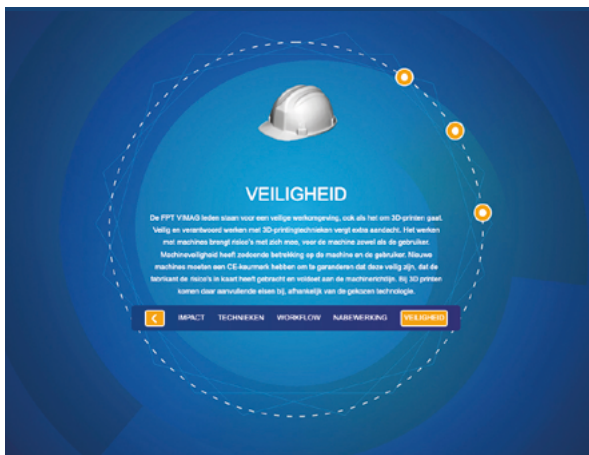 VEILIGHEID
De FPT VIMAG leden staan voor een veilige werkomgeving, ook als het om 3D-printen gaat.
Veilig en verantwoord werken met 3D-printingtechnieken vergt extra aandacht. Het werken
met machines brengt risico's met zich mee, voor de machine zowel als de gebruiker.
Machineveiligheid heeft zodoende betrekking op de machine en de gebruiker. Nieuwe
machines moeten een CE-keurmerk hebben om te garanderen dat deze veilig zijn, dat de
fabrikant de risico's in kaart heeft gebracht en voldoet aan de machinerichtlijn. Bij 3D printen
komen daar aanvullende eisen bij, afhankelijk van de gekozen technologie.
IMPACT TECHNIEKEN WORKFLOW NABEWERKING VEILIGHEID